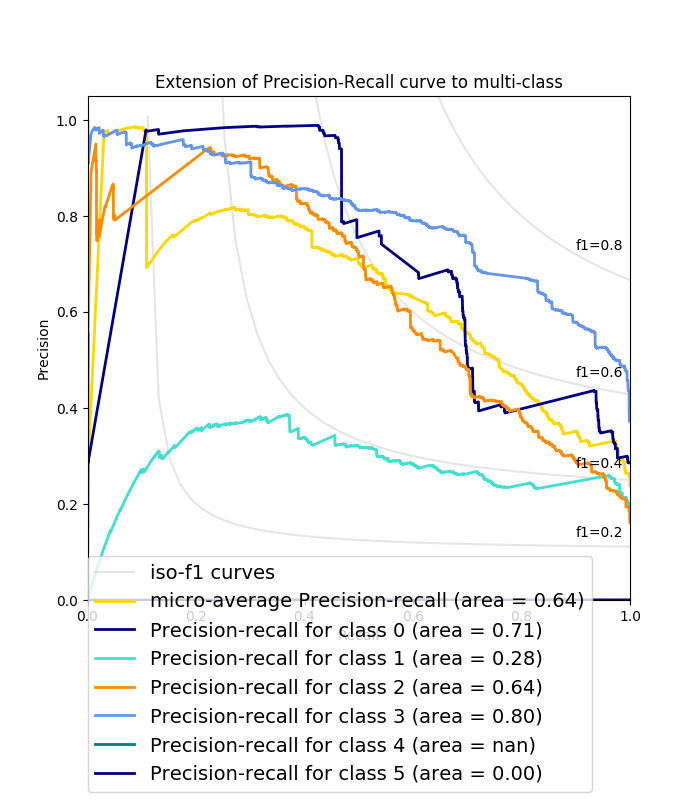 Extension of Precision-Recall curve to multi-class
1.0
0.8
0.6
0.4
0.2
0.0
Precision
f1=0.8
f1=0.6
f1=0.4
f1=0.2
0.0 0.2 0.4 0.6 0.8 1.0
Recall
iso-f1 curves
micro-average Precision-recall (area = 0.64)
Precision-recall for class 0 (area = 0.71)
Precision-recall for class 1 (area = 0.28)
Precision-recall for class 2 (area = 0.64)
Precision-recall for class 3 (area = 0.80)
Precision-recall for class 4 (area = nan)
Precision-recall for class 5 (area = 0.00)